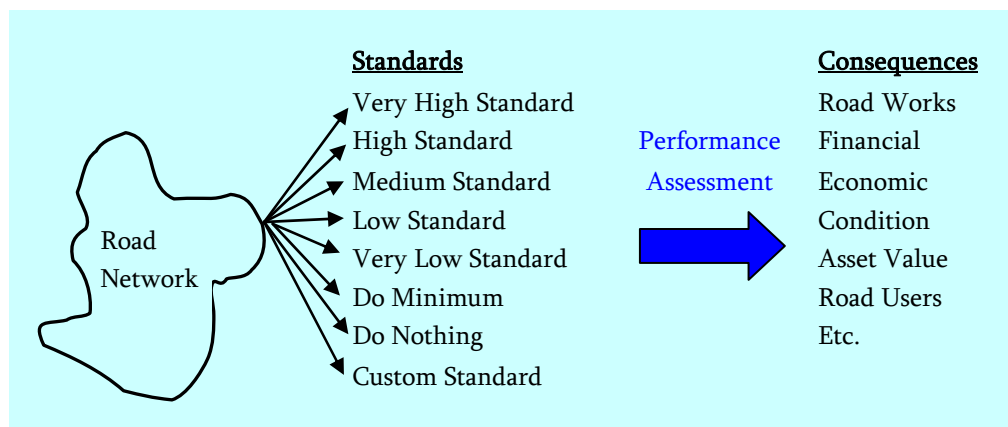 Road
Network
Standards
Very High Standard
High Standard
Medium Standard
Low Standard
Very Low Standard
Do Minimum
Do Nothing
Custom Standard
Performance
Assessment
Consequences
Road Works
Financial
Economic
Condition
Asset Value
Road Users
Etc.